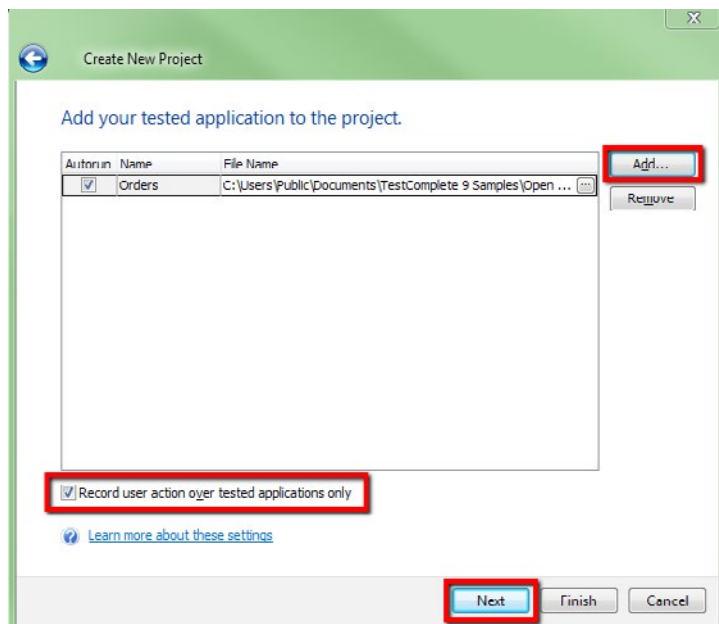 Create New Project
Add your tested application to the project.
Autorun Name File Name Add...
Orders C:\Users\Public\Documents\TestComplete 9 Samples\Open ... ...
Remove
Record user action over tested applications only
Learn more about these settings
Next Finish Cancel